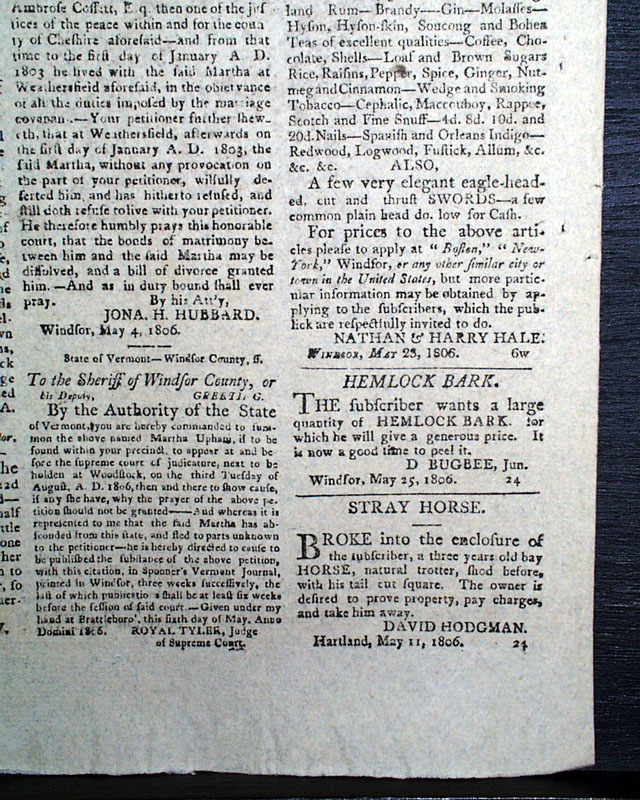 Ambrose Cossitt, E q. then one of the jus
tices of the peace within and for the coun
ty of Cheshire aforesaid—and from that
time to the first day of January A D.
1803 he lived with the said Martha at
Weathersfield aforesaid, in the observance
of all the duties imposed by the marriage
covenan.—Your petitioner further shew-
eth, that at Weathersfield, afterwards on
the first day of January A. D. 1803, the
said Martha, without any provocation on
the part of your petitioner, wilfully de-
serted him, and has hitherto refused, and
still doth refuse to live with your petitioner.
He therefore humbly prays this honorable
court, that the bonds of matrimony be-
tween him and the said Martha may be
dissolved, and a bill of divorce granted
him.—And as in duty bound shall ever
pray. By his Att'y,
JONA. H. HUBBARD.
Windsor, May 4, 1806.
State of Vermont—Windsor County, ss.
To the Sheriff of Windsor County, or
his Deputy, GREETING.
By the Authority of the State
of Vermont, you are hereby commanded to sum-
mon the above named Martha Upham, if to be
found within your precinct, to appear at and be-
fore the supreme court of judicature, next to be
holden at Woodstock, on the third Tuesday of
August, A. D. 1806, then and there to show cause,
if any she have, why the prayer of the above pe-
tition should not be granted——And whereas it is
represented to me that the said Martha has ab-
sconded from this state, and fled to parts unknown
to the petitioner—he is hereby directed to cause to
be published the substance of the above petition,
with this citation, in Spooner's Vermont Journal,
printed in Windsor, three weeks successively, the
last of which publicatio s shall be at least six weeks
before the session of said court.—Given under my
hand at Brattleboro', this sixth day of May, Anno
Domini 1806. ROYAL TYLER, Judge
of Supreme Court.
land Rum—Brandy—Gin—Molasses—
Hyson, Hyson-skin, Soucong and Bohea
Teas of excellent qualities—Coffee, Cho-
colate, Shells—Loaf and Brown Sugars
Rice, Raisins, Pepper, Spice, Ginger, Nut-
meg and Cinnamon—Wedge and Smoking
Tobacco—Cephalic, Maccouboy, Rappee,
Scotch and Fine Snuff—4d. 8d. 10d. and
20d. Nails—Spanish and Orleans Indigo—
Redwood, Logwood, Fustick, Allum, &c.
&c. &c. ALSO,
A few very elegant eagle-head-
ed, cut and thrust SWORDS—a few
common plain head do. low for Cash.
For prices to the above arti-
cles please to apply at "Boston," "New-
York," Windsor, or any other similar city or
town in the United States, but more partic-
ular information may be obtained by ap-
plying to the subscribers, which the pub-
lick are respectfully invited to do.
NATHAN & HARRY HALE.
WINDSOR, MAY 23, 1806. 6w
HEMLOCK BARK.
THE subscriber wants a large
quantity of HEMLOCK BARK. for
which he will give a generous price. It
is now a good time to peel it.
D BUGBEE, Jun.
Windsor, May 25, 1806. 24
STRAY HORSE.
BROKE into the enclosure of
the subscriber, a three years old bay
HORSE, natural trotter, shod before,
with his tail cut square. The owner is
desired to prove property, pay charges,
and take him away.
DAVID HODGMAN.
Hartland, May 11, 1806. 24